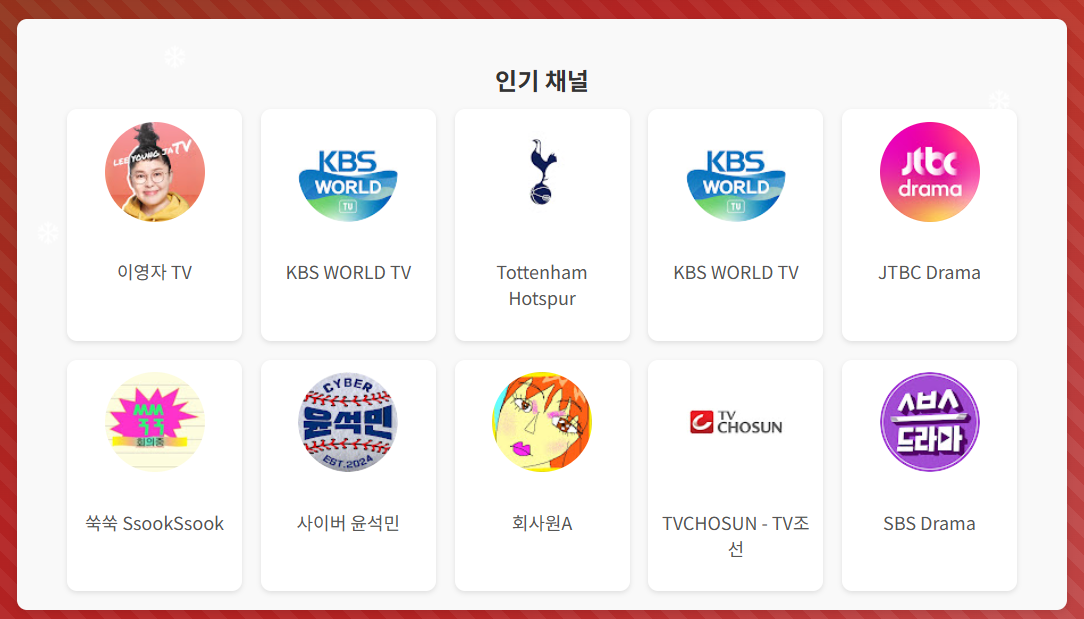 인기 채널
LEE YOUNG JA TV
KBS
WORLD
TV
KBS
WORLD
TV
jtbc
drama
이영자 TV
KBS WORLD TV
Tottenham
Hotspur
KBS WORLD TV
JTBC Drama
쓱쓱
회의중
CYBER
윤석민
EST.2024
TV
CHOSUN
스브스
드라마
쑥쑥 SsookSsook
사이버 윤석민
회사원A
TVCHOSUN - TV조
선
SBS Drama